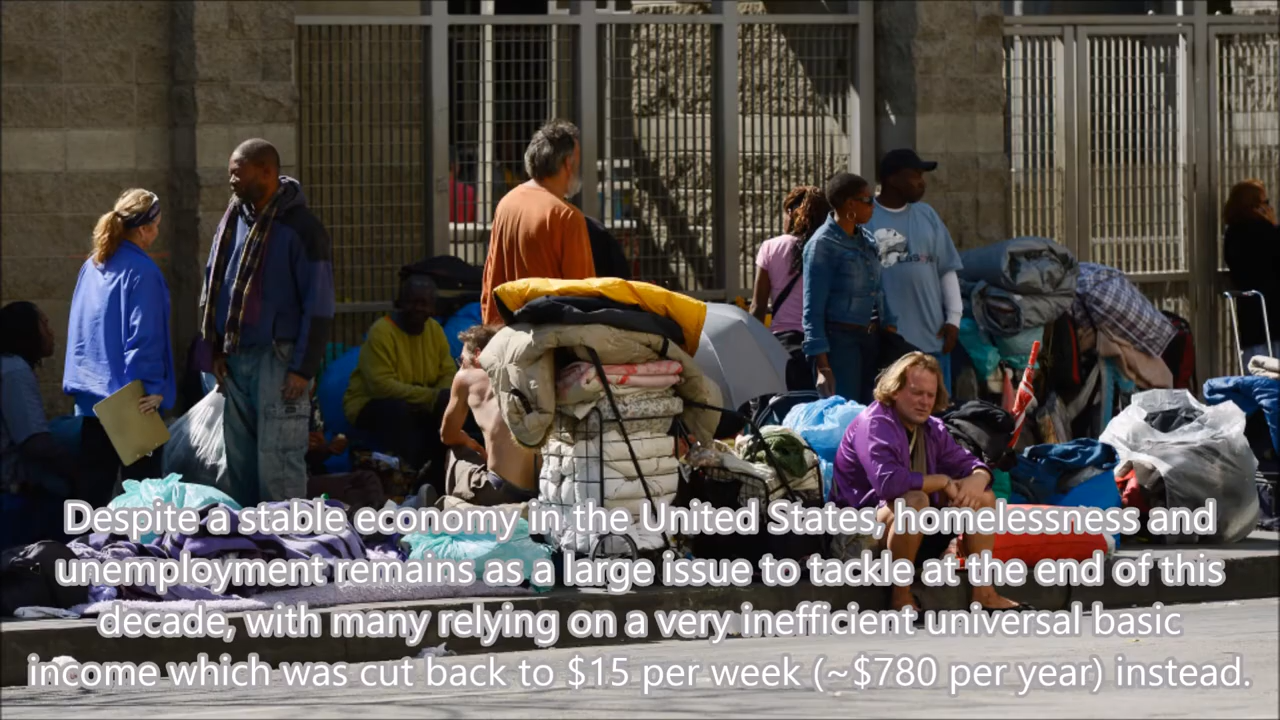 Despite a stable economy in the United States, homelessness and
unemployment remains as a large issue to tackle at the end of this
decade, with many relying on a very inefficient universal basic
income which was cut back to $15 per week (~$780 per year) instead.